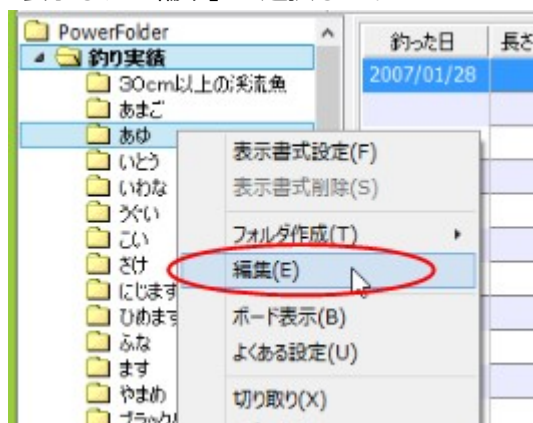 PowerFolder
釣り実績
30cm以上の渓流魚
あまご
あゆ
いとう
いわな
うぐい
こい
さけ
にじます
ひめます
ふな
ます
やまめ
釣った日
長さ
2007/01/28
表示書式設定(F)
表示書式削除(S)
フォルダ作成(T)
編集(E)
ボード表示(B)
よくある設定(U)
切り取り(X)